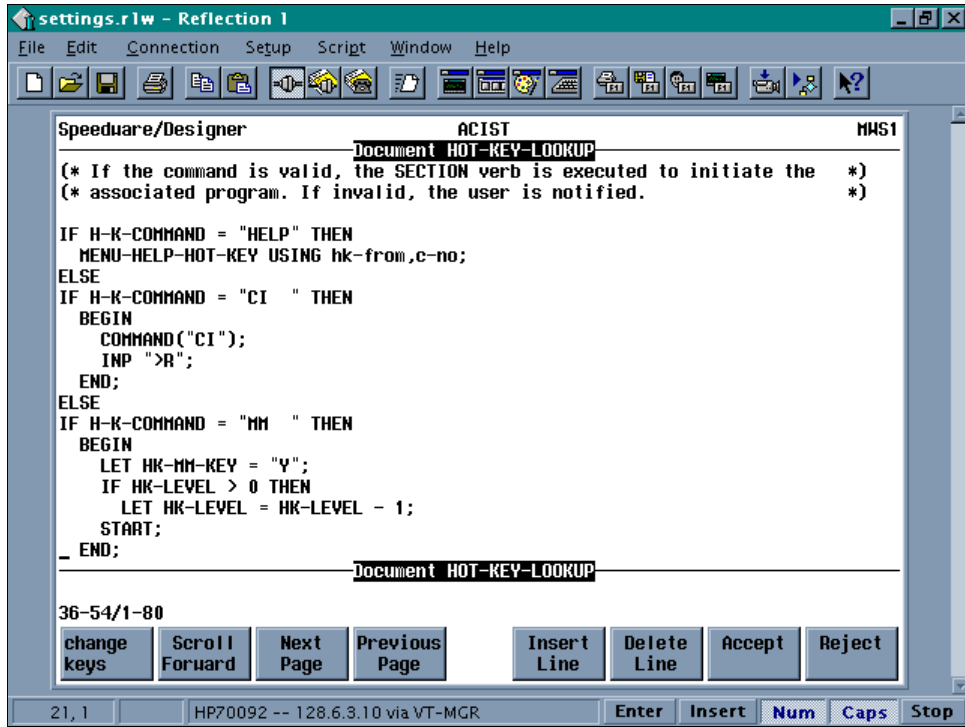 settings.r1w - Reflection 1
File Edit Connection Setup Script Window Help
Speedware/Designer ACIST MWS1
Document HOT-KEY-LOOKUP
(* If the command is valid, the SECTION verb is executed to initiate the *)
(* associated program. If invalid, the user is notified. *)
IF H-K-COMMAND = "HELP" THEN
MENU-HELP-HOT-KEY USING hk-from,c-no;
ELSE
IF H-K-COMMAND = "CI  " THEN
BEGIN
COMMAND("CI");
INP ">R";
END;
ELSE
IF H-K-COMMAND = "MM  " THEN
BEGIN
LET HK-MM-KEY = "Y";
IF HK-LEVEL > 0 THEN
LET HK-LEVEL = HK-LEVEL - 1;
START;
_ END;
Document HOT-KEY-LOOKUP
36-54/1-80
change Scroll Next Previous Insert Delete Accept Reject
keys Forward Page Page Line Line
21, 1 HP70092 -- 128.6.3.10 via VT-MGR Enter Insert Num Caps Stop